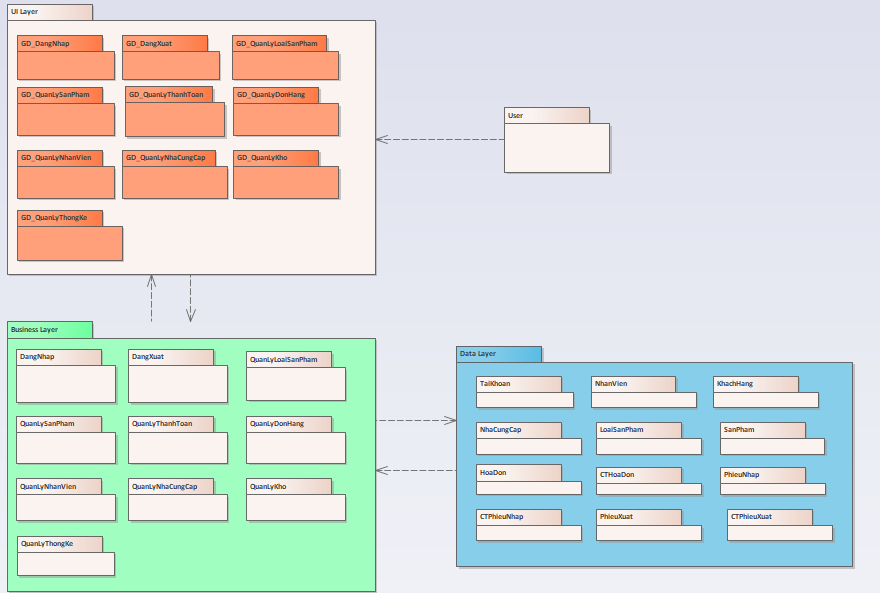 UI Layer
GD_DangNhap
GD_DangXuat
GD_QuanLyLoaiSanPham
GD_QuanLySanPham
GD_QuanLyThanhToan
GD_QuanLyDonHang
GD_QuanLyNhanVien
GD_QuanLyNhaCungCap
GD_QuanLyKho
GD_QuanLyThongKe
User
Business Layer
DangNhap
DangXuat
QuanLyLoaiSanPham
QuanLySanPham
QuanLyThanhToan
QuanLyDonHang
QuanLyNhanVien
QuanLyNhaCungCap
QuanLyKho
QuanLyThongKe
Data Layer
TaiKhoan
NhanVien
KhachHang
NhaCungCap
LoaiSanPham
SanPham
HoaDon
CTHoaDon
PhieuNhap
CTPhieuNhap
PhieuXuat
CTPhieuXuat